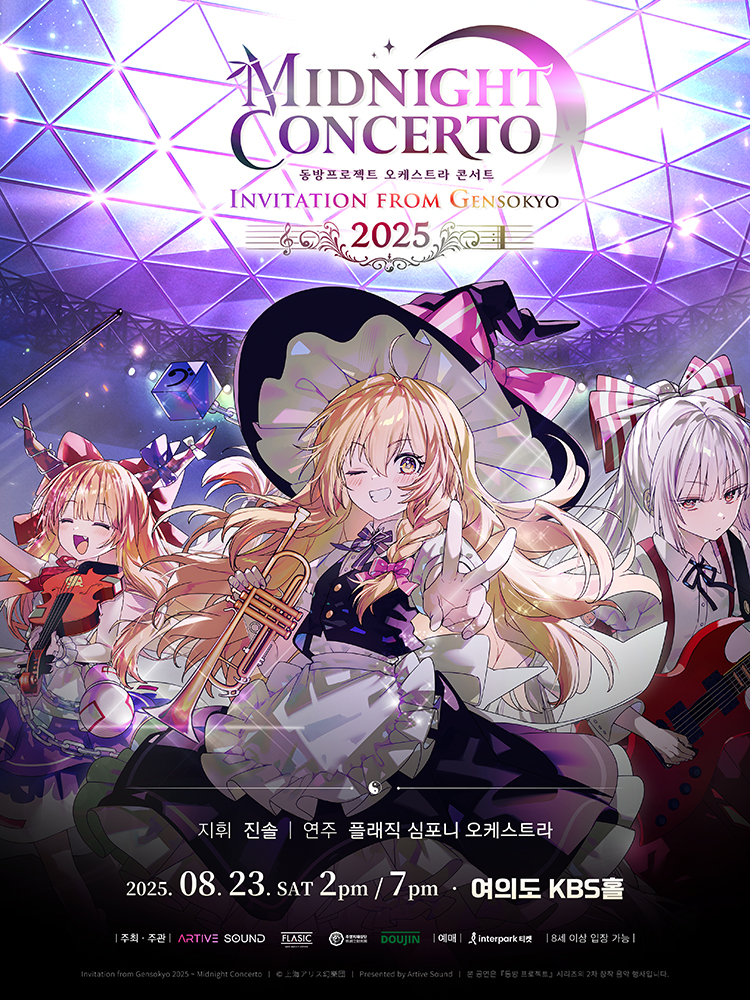 MIDNIGHT
CONCERTO
동방프로젝트 오케스트라 콘서트
INVITATION FROM GENSOKYO
2025
지휘 진솔 | 연주 플래직 심포니 오케스트라
2025. 08. 23. SAT 2pm / 7pm · 여의도 KBS홀
| 주최 · 주관 | ARTIVE SOUND FLASIC DOUJIN | 예매 | interpark 티켓 | 8세 이상 입장 가능 |
Invitation from Gensokyo 2025 ~ Midnight Concerto | © 上海アリス幻樂団 | Presented by Artive Sound | 본 공연은 『동방 프로젝트』 시리즈의 2차 창작 음악 행사입니다.